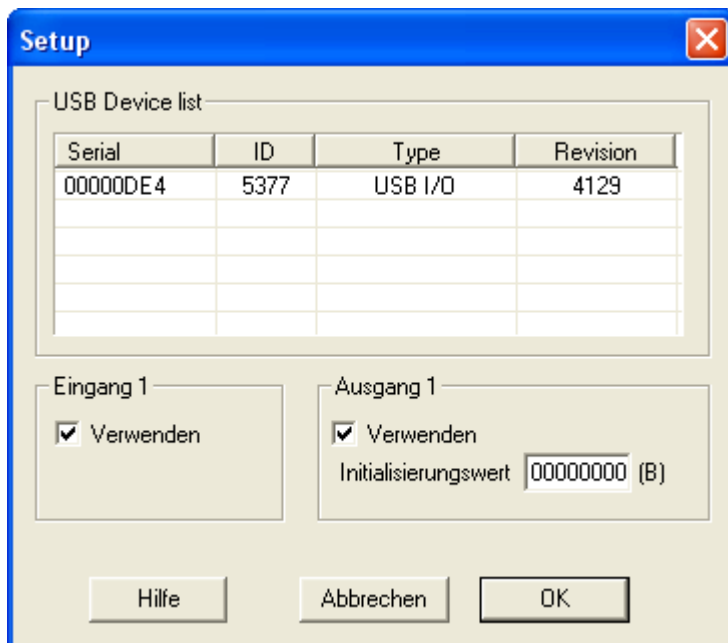 Setup
USB Device list
Serial ID Type Revision
00000DE4 5377 USB I/O 4129
Eingang 1
Verwenden
Ausgang 1
Verwenden
Initialisierungswert 00000000 (B)
Hilfe Abbrechen OK